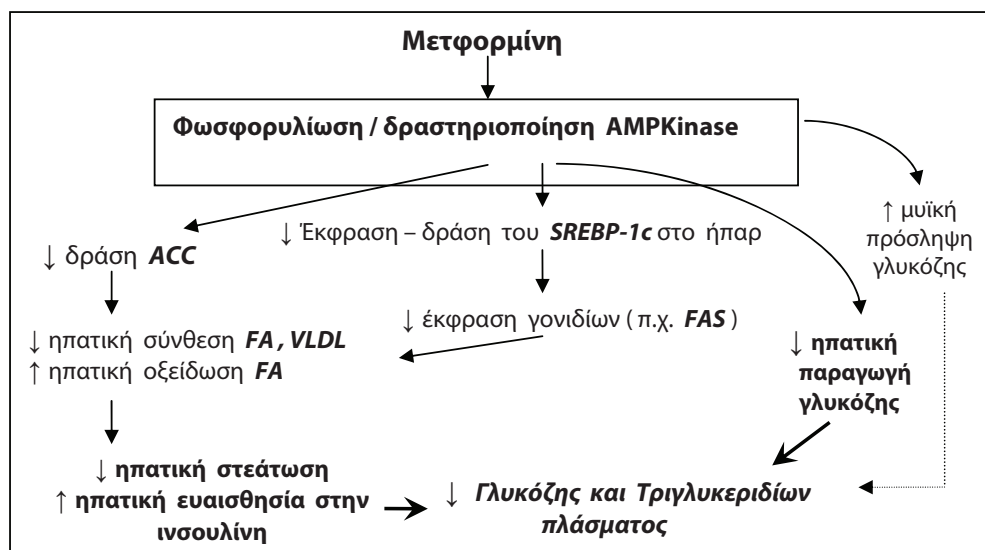 Μετφορμίνη
Φωσφορυλίωση / δραστηριοποίηση AMPKinase
↑ μυϊκή
πρόσληψη
γλυκόζης
↓ Έκφραση – δράση του SREBP-1c στο ήπαρ
↓ δράση ACC
↓ έκφραση γονιδίων ( π.χ. FAS )
↓ ηπατική σύνθεση FA , VLDL
↑ ηπατική οξείδωση FA
↓ ηπατική
παραγωγή
γλυκόζης
↓ ηπατική στεάτωση
↑ ηπατική ευαισθησία στην
ινσουλίνη
↓ Γλυκόζης και Τριγλυκεριδίων
πλάσματος